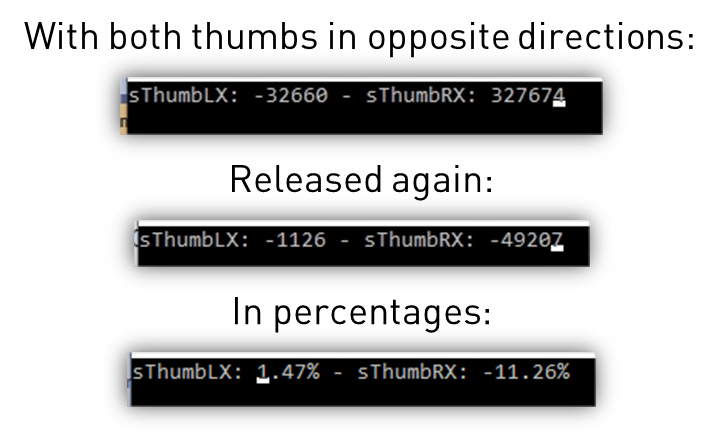 With both thumbs in opposite directions:
sThumbLX: -32660 - sThumbRX: 327674
Released again:
sThumbLX: -1126 - sThumbRX: -49207
In percentages:
sThumbLX: 1.47% - sThumbRX: -11.26%